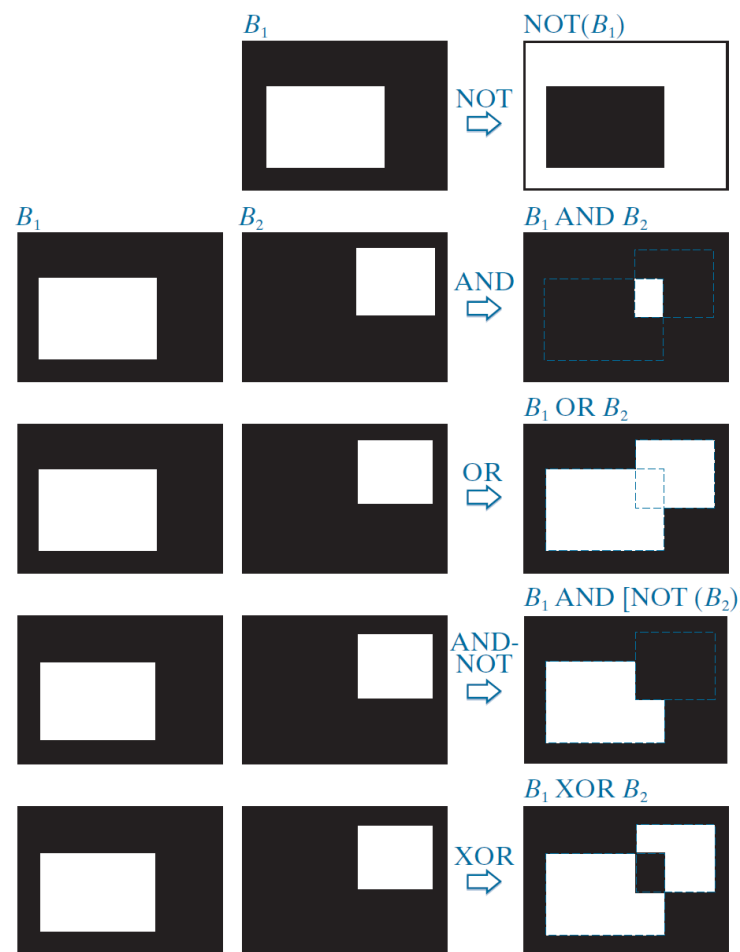 B₁ NOT(B₁)
NOT
B₁ B₂ B₁ AND B₂
AND
B₁ OR B₂
OR
B₁ AND [NOT (B₂)
AND-
NOT
B₁ XOR B₂
XOR